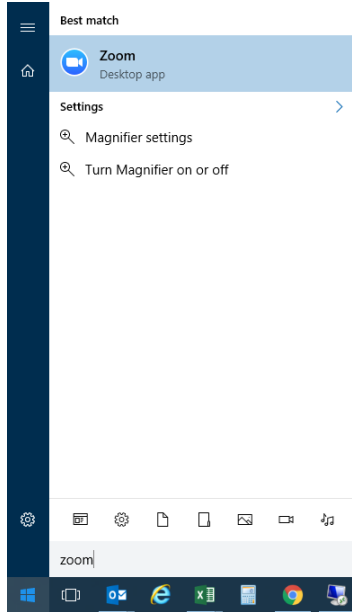 Best match
Zoom
Desktop app
Settings
Magnifier settings
Turn Magnifier on or off
zoom